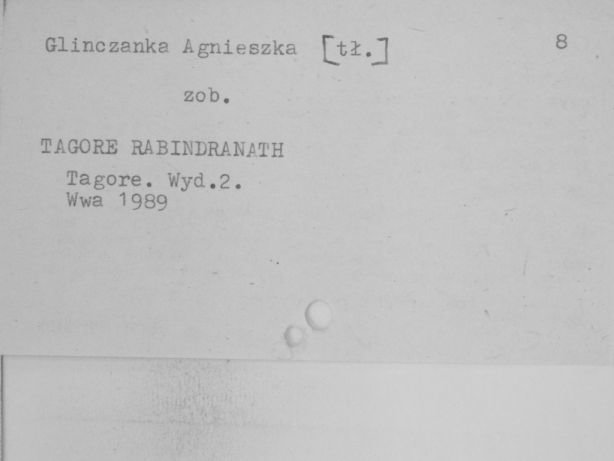 Glinczanka Agnieszka [tł.] 8
zob.
TAGORE RABINDRANATH
Tagore. Wyd.2.
Wwa 1989